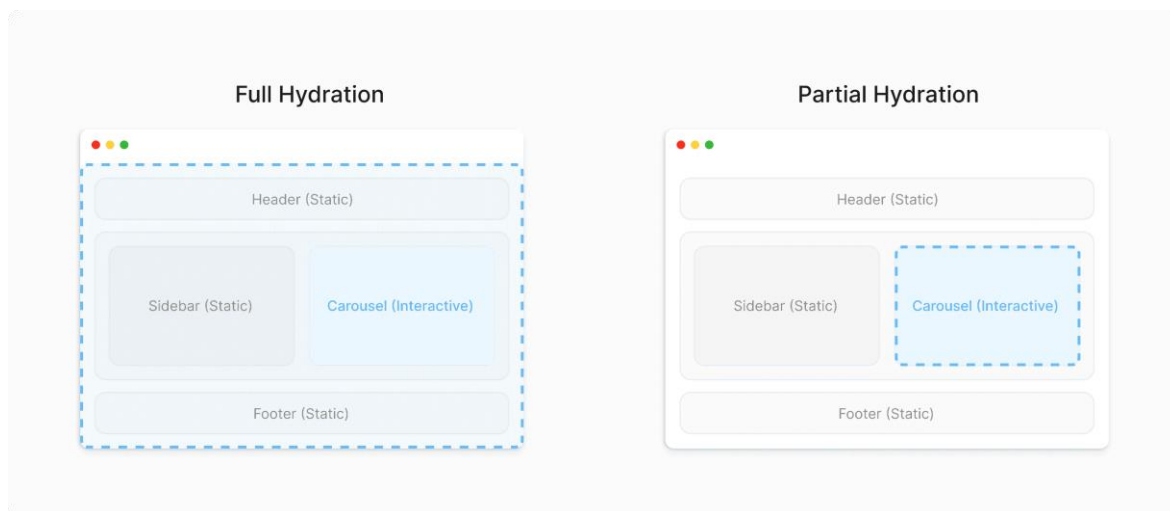 Full Hydration
Header (Static)
Sidebar (Static)
Carousel (Interactive)
Footer (Static)
Partial Hydration
Header (Static)
Sidebar (Static)
Carousel (Interactive)
Footer (Static)